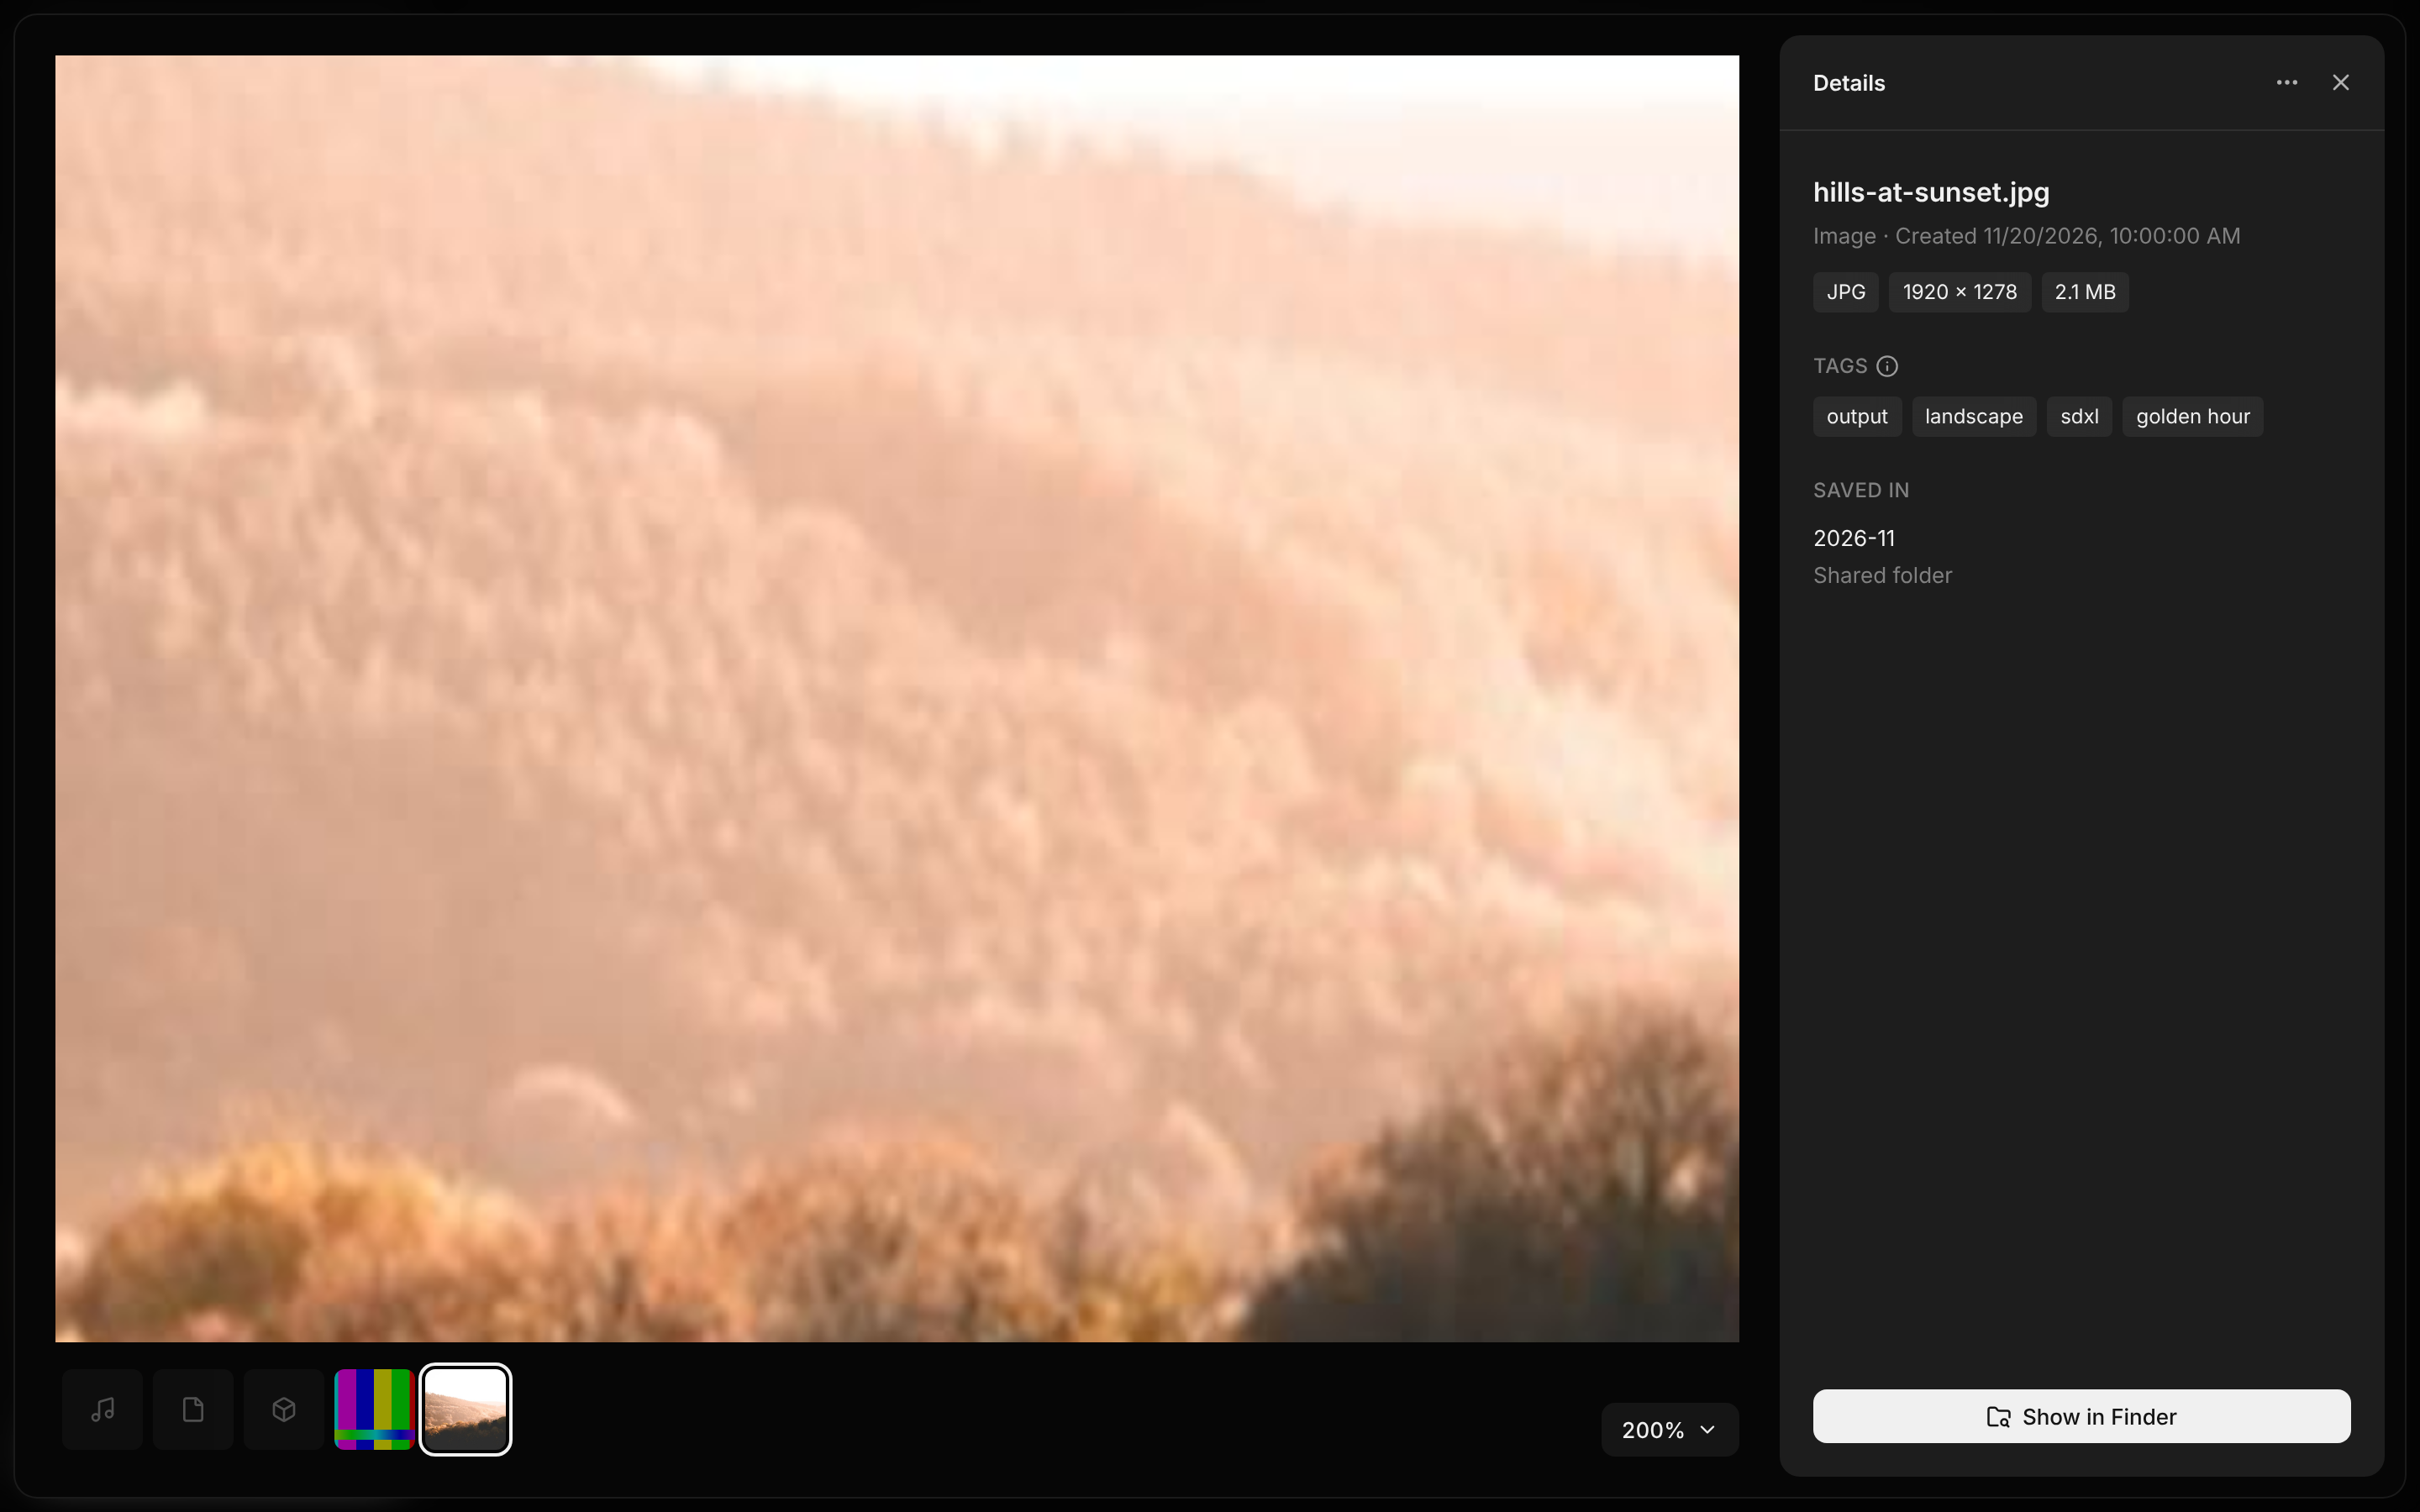 Details
hills-at-sunset.jpg
Image · Created 11/20/2026, 10:00:00 AM
JPG 1920 × 1278 2.1 MB
TAGS
output landscape sdxl golden hour
SAVED IN
2026-11
Shared folder
200%
Show in Finder